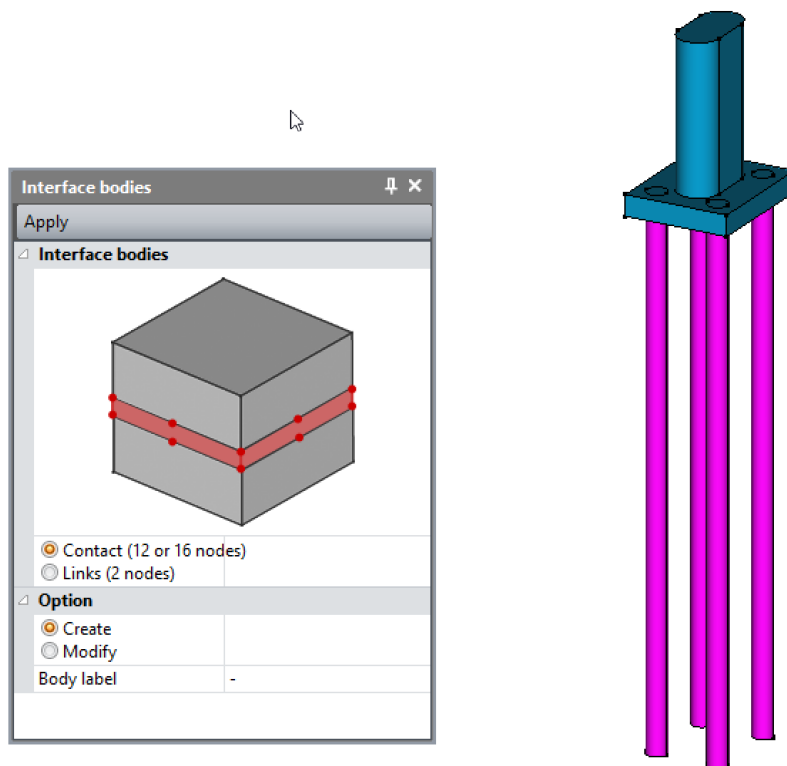 Interface bodies
Apply
Interface bodies
Contact (12 or 16 nodes)
Links (2 nodes)
Option
Create
Modify
Body label -